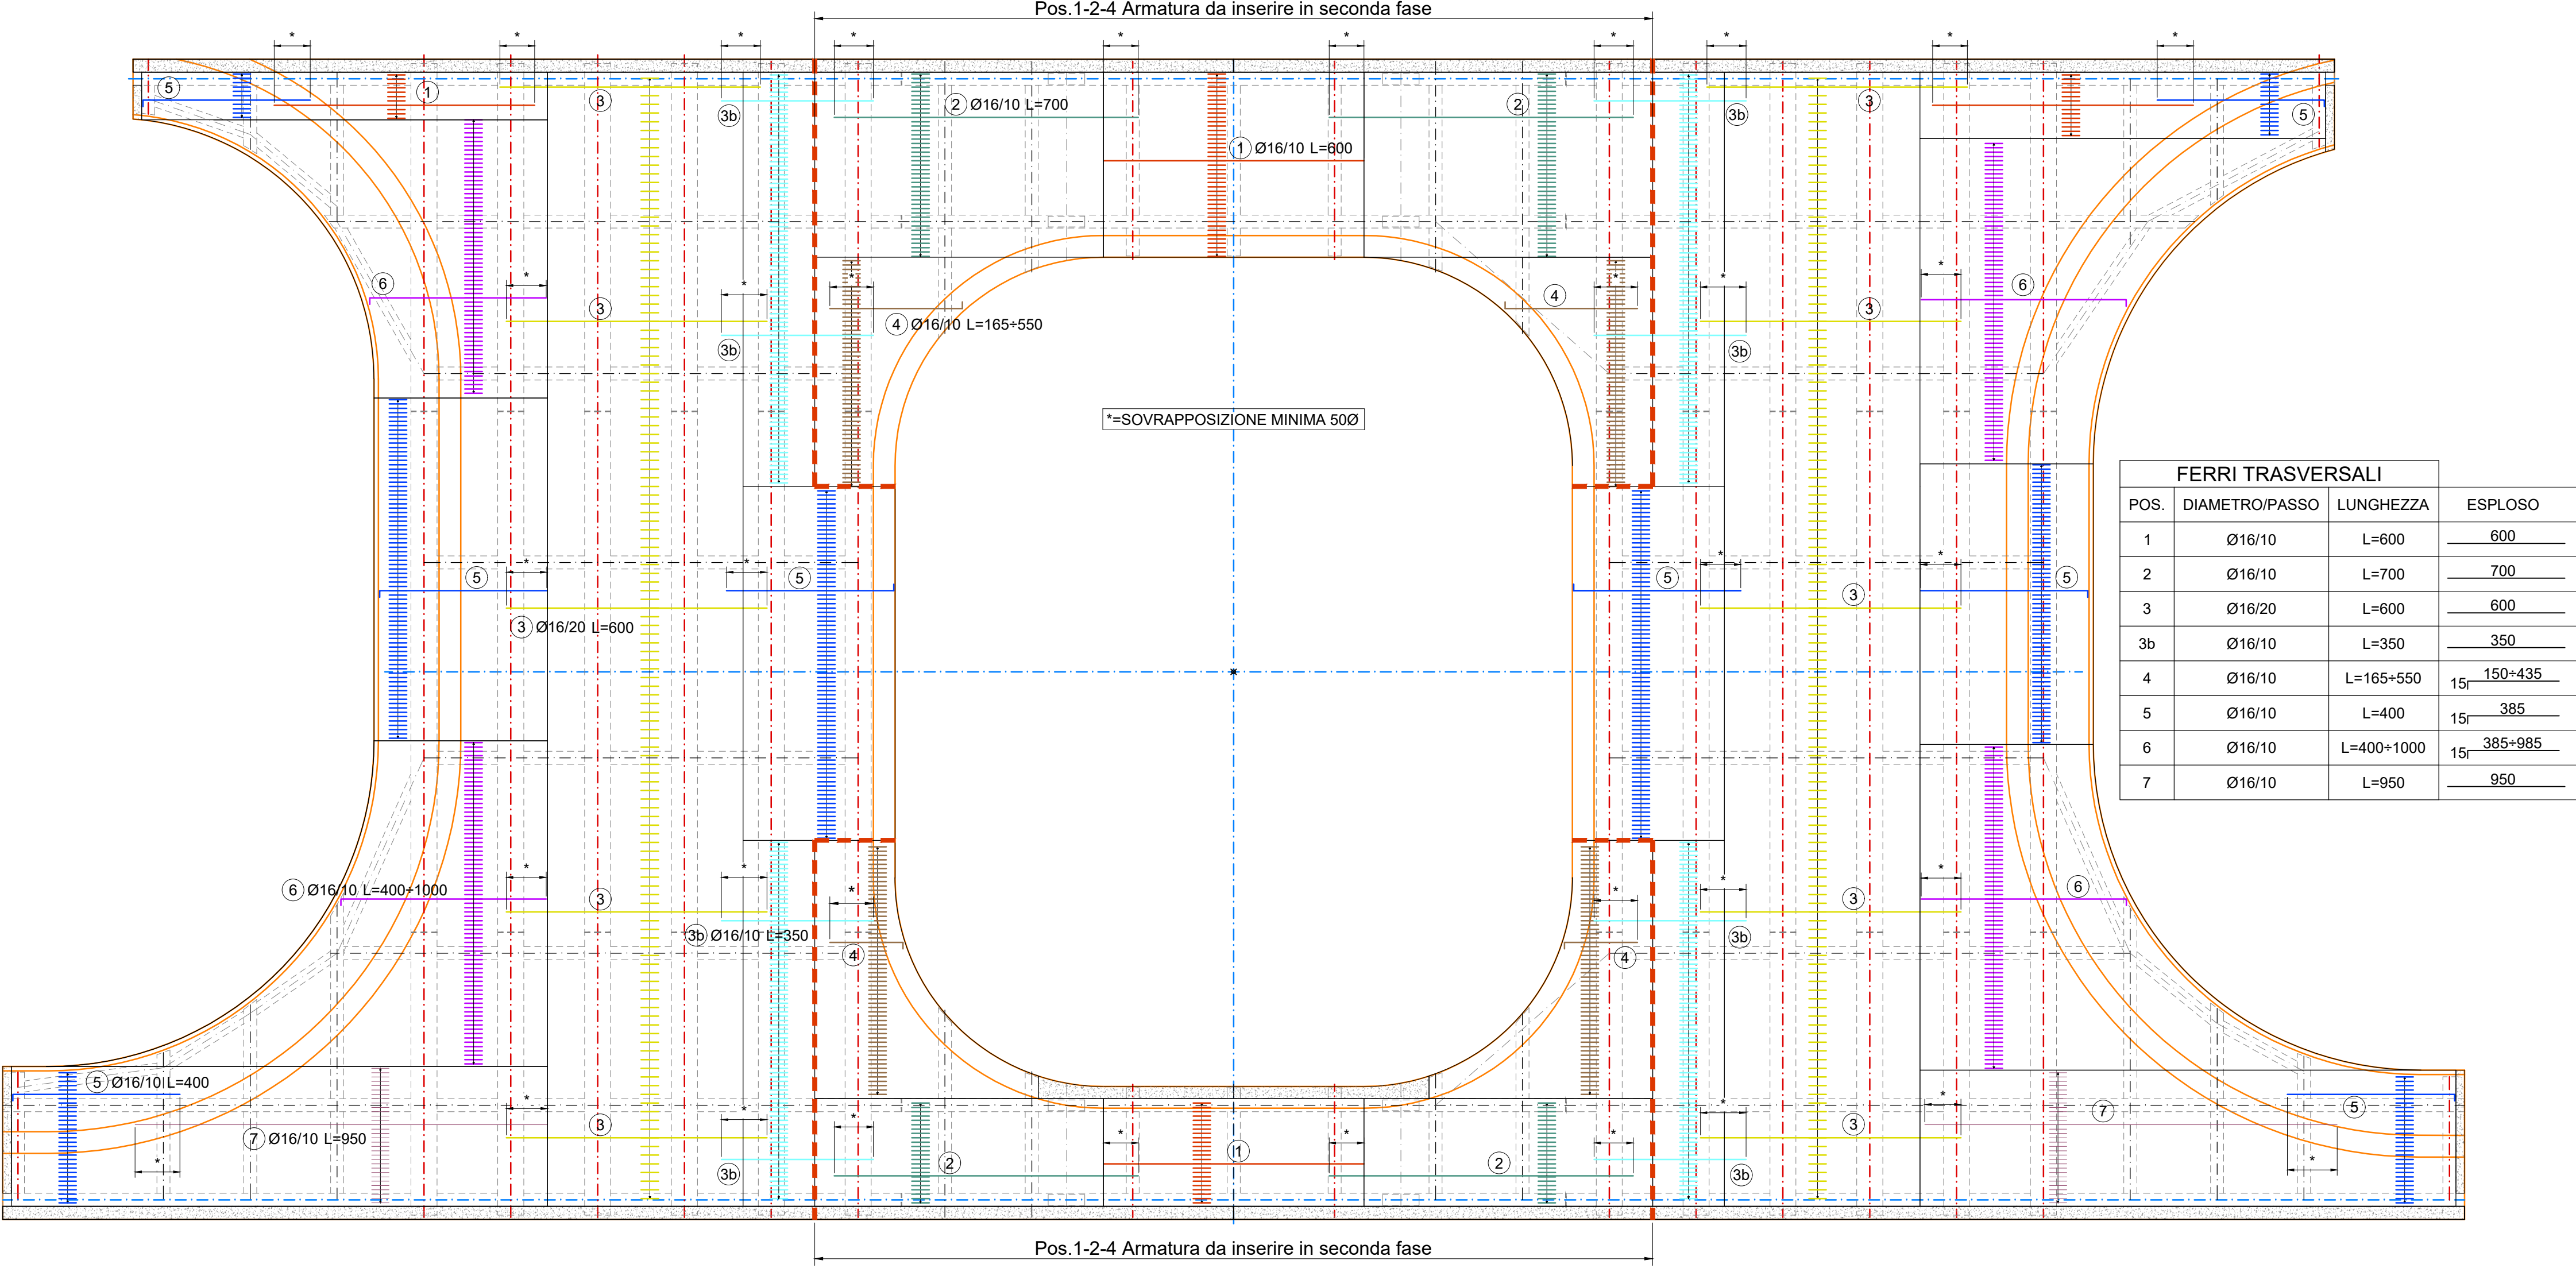 Pos.1-2-4 Armatura da inserire in seconda fase
* * * * * * * * * *
5 1 3 3b 2 Ø16/10 L=700 2 3b 3 5
1 Ø16/10 L=600
* * * * * *
6 3 3b 4 Ø16/10 L=165÷550 4 3b 3 6
*=SOVRAPPOSIZIONE MINIMA 50Ø
* * * *
5 5 5 5
3 Ø16/20 L=600 3
FERRI TRASVERSALI
POS. DIAMETRO/PASSO LUNGHEZZA ESPLOSO
1 Ø16/10 L=600 600
2 Ø16/10 L=700 700
3 Ø16/20 L=600 600
3b Ø16/10 L=350 350
4 Ø16/10 L=165÷550 15 150÷435
5 Ø16/10 L=400 15 385
6 Ø16/10 L=400÷1000 15 385÷985
7 Ø16/10 L=950 950
* * * * * *
6 Ø16/10 L=400÷1000 3 3 6
3b Ø16/10 L=350 4 4 3b
5 Ø16/10 L=400 5
* * * * * * * *
7 Ø16/10 L=950 3 3 7
* *
3b 2 1 2 3b
Pos.1-2-4 Armatura da inserire in seconda fase